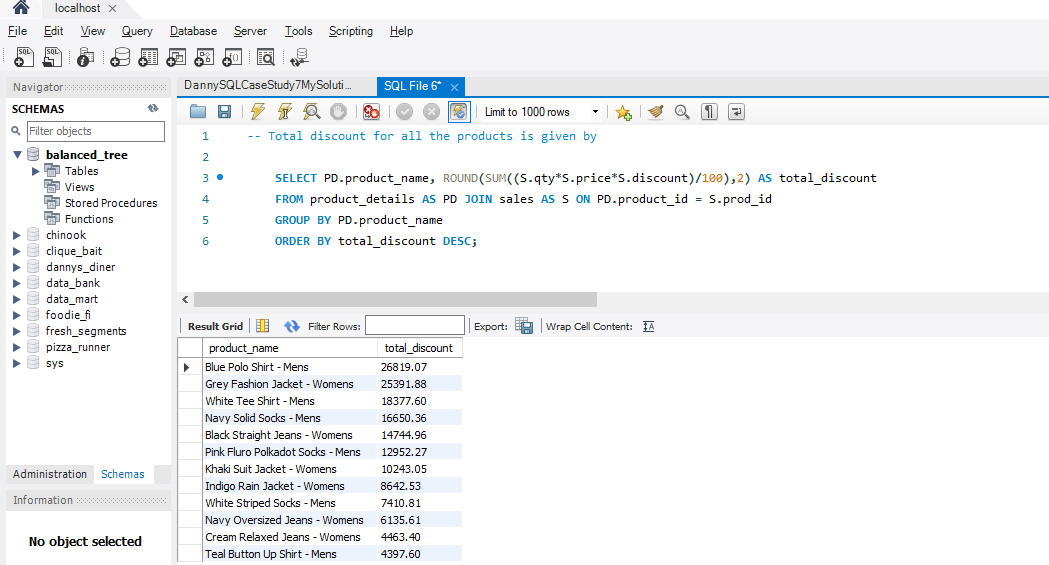 localhost ×
File Edit View Query Database Server Tools Scripting Help
Navigator
SCHEMAS
Filter objects
balanced_tree
Tables
Views
Stored Procedures
Functions
chinook
clique_bait
dannys_diner
data_bank
data_mart
foodie_fi
fresh_segments
pizza_runner
sys
Administration Schemas
Information
No object selected
DannySQLCaseStudy7MySoluti... SQL File 6* ×
Limit to 1000 rows
1 -- Total discount for all the products is given by
2
3 SELECT PD.product_name, ROUND(SUM((S.qty*S.price*S.discount)/100),2) AS total_discount
4 FROM product_details AS PD JOIN sales AS S ON PD.product_id = S.prod_id
5 GROUP BY PD.product_name
6 ORDER BY total_discount DESC;
Result Grid Filter Rows: Export: Wrap Cell Content: IA
product_name total_discount
Blue Polo Shirt - Mens 26819.07
Grey Fashion Jacket - Womens 25391.88
White Tee Shirt - Mens 18377.60
Navy Solid Socks - Mens 16650.36
Black Straight Jeans - Womens 14744.96
Pink Fluro Polkadot Socks - Mens 12952.27
Khaki Suit Jacket - Womens 10243.05
Indigo Rain Jacket - Womens 8642.53
White Striped Socks - Mens 7410.81
Navy Oversized Jeans - Womens 6135.61
Cream Relaxed Jeans - Womens 4463.40
Teal Button Up Shirt - Mens 4397.60